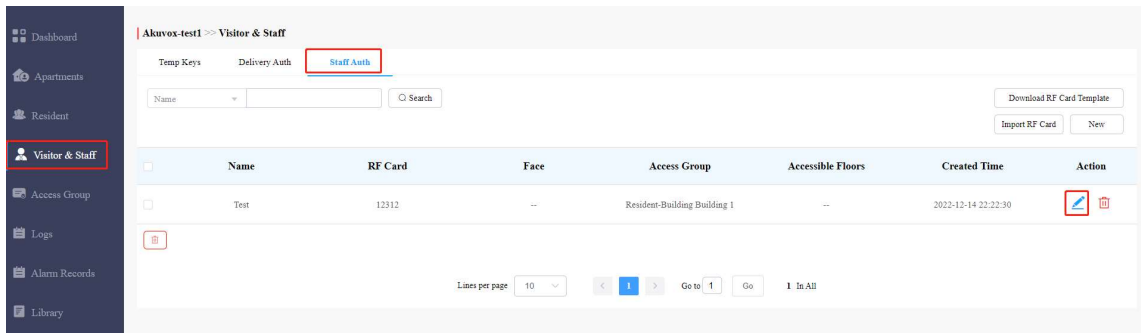 Dashboard
Apartments
Resident
Visitor & Staff
Access Group
Logs
Alarm Records
Library
Akuvox-test1 >> Visitor & Staff
Temp Keys Delivery Auth Staff Auth
Name Search
Download RF Card Template
Import RF Card New
Name RF Card Face Access Group Accessible Floors Created Time Action
Test 12312 -- Resident-Building Building 1 -- 2022-12-14 22:22:30
Lines per page 10 < 1 > Go to 1 Go 1 In All